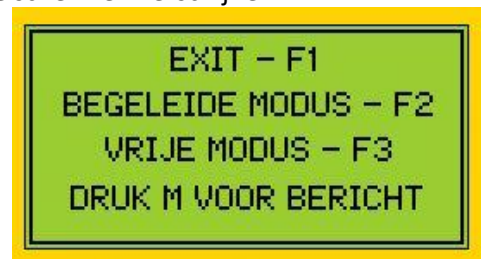 EXIT – F1
BEGELEIDE MODUS – F2
VRIJE MODUS – F3
DRUK M VOOR BERICHT